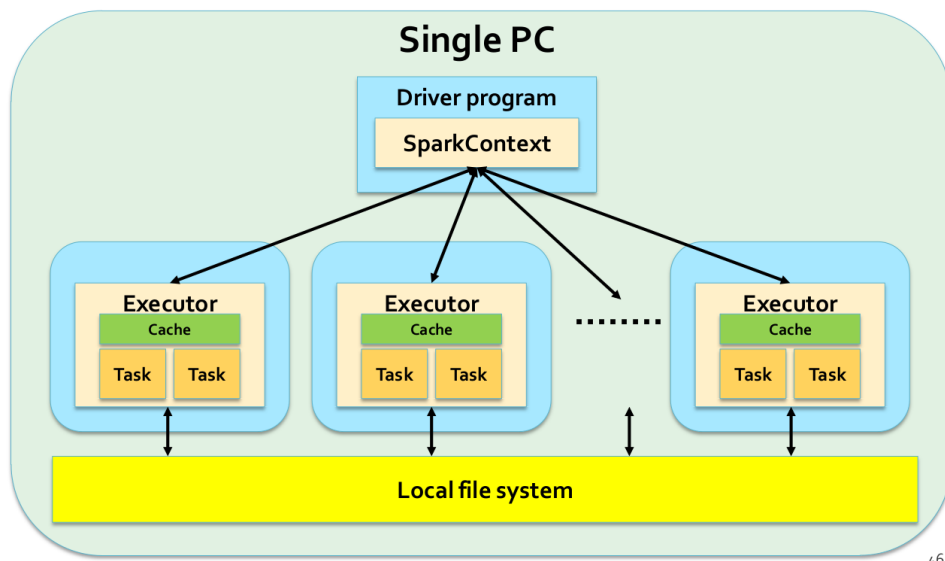 Single PC
Driver program
SparkContext
Executor
Cache
Task Task
Executor
Cache
Task Task
Executor
Cache
Task Task
Local file system
46